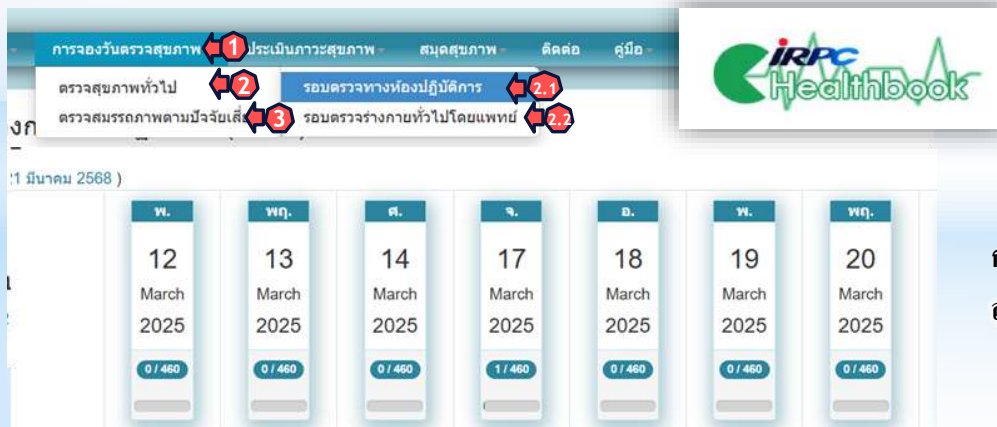 การจองวันตรวจสุขภาพ 1 ประเมินภาวะสุขภาพ สมุดสุขภาพ ติดต่อ คู่มือ
iRPC
Healthbook
ตรวจสุขภาพทั่วไป 2 รอบตรวจทางห้องปฏิบัติการ 2.1
ตรวจสมรรถภาพตามปัจจัยเสี่ 3 รอบตรวจร่างกายทั่วไปโดยแพทย์ 2.2
21 มีนาคม 2568 )
พ. พฤ. ศ. จ. อ. พ. พฤ.
12 13 14 17 18 19 20
March March March March March March March
2025 2025 2025 2025 2025 2025 2025
0 / 460 0 / 460 0 / 460 1 / 460 0 / 460 0 / 460 0 / 460